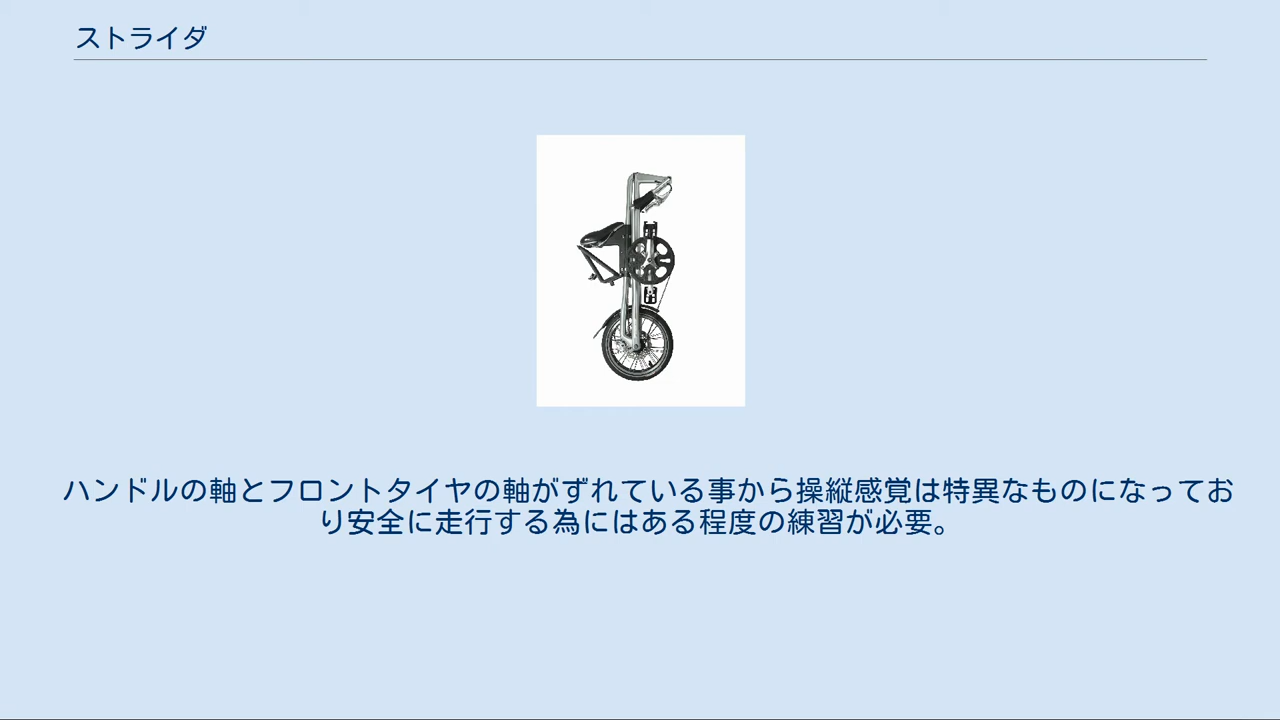 ストライダ
ハンドルの軸とフロントタイヤの軸がずれている事から操縦感覚は特異なものになってお
り安全に走行する為にはある程度の練習が必要。